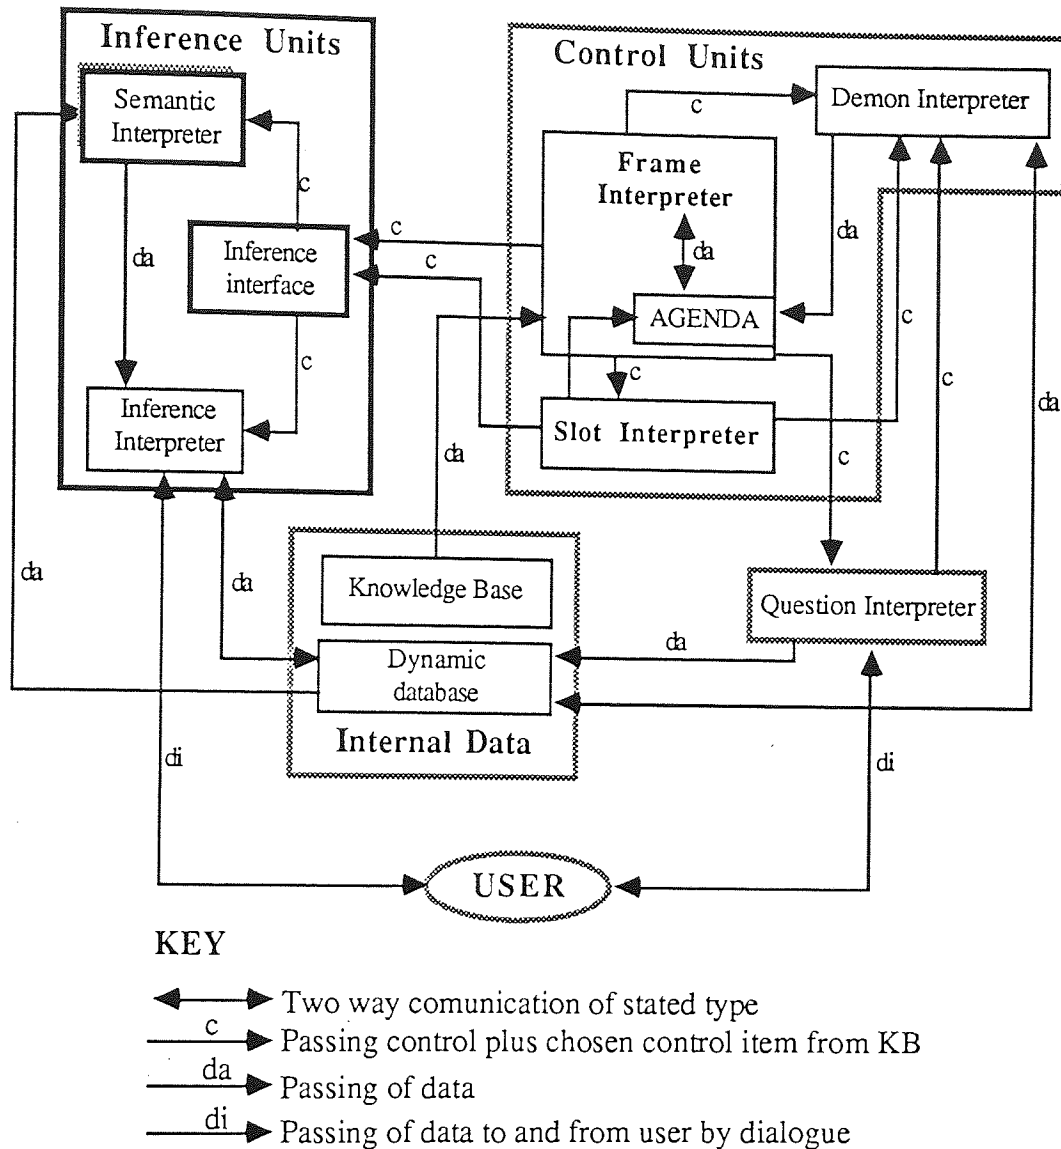 Inference Units
Control Units
Semantic
Interpreter
Demon Interpreter
c
Frame
Interpreter
c
da
c
Inference
interface
da
da
c
AGENDA
c
c
c
c
da
Inference
Interpreter
Slot Interpreter
da
c
da
da
Knowledge Base
Question Interpreter
da
Dynamic
database
Internal Data
di
di
USER
KEY
Two way comunication of stated type
c
Passing control plus chosen control item from KB
da
Passing of data
di
Passing of data to and from user by dialogue